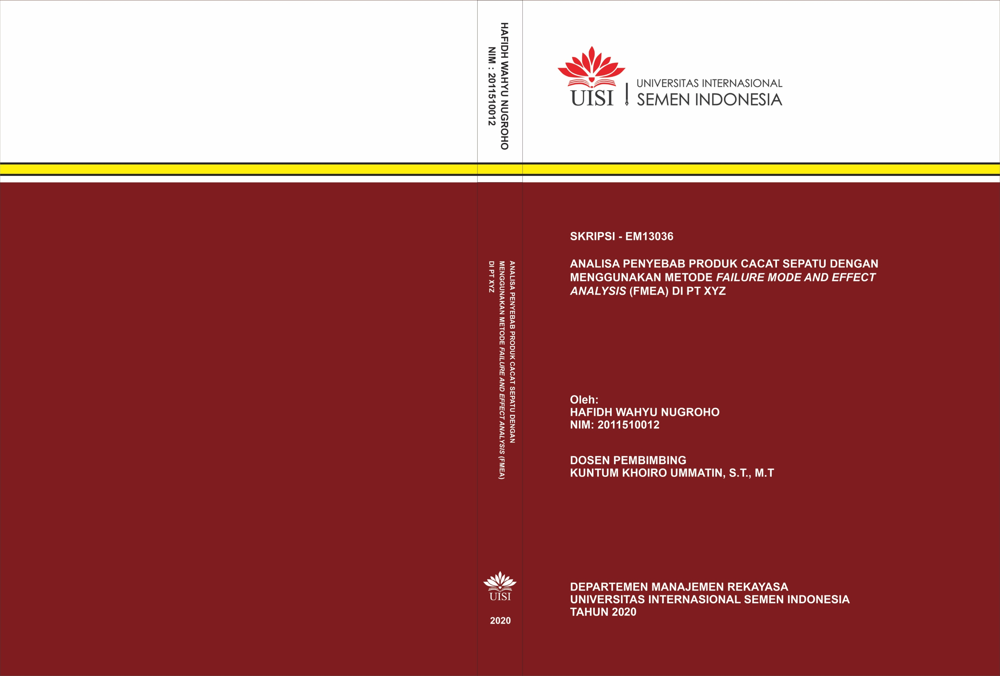 HAFIDH WAHYU NUGROHO
NIM : 2011510012
ANALISA PENYEBAB PRODUK CACAT SEPATU DENGAN
MENGGUNAKAN METODE FAILURE AND EFFECT ANALYSIS (FMEA)
DI PT XYZ
UISI
2020
UISI
UNIVERSITAS INTERNASIONAL
SEMEN INDONESIA
SKRIPSI - EM13036
ANALISA PENYEBAB PRODUK CACAT SEPATU DENGAN
MENGGUNAKAN METODE FAILURE MODE AND EFFECT
ANALYSIS (FMEA) DI PT XYZ
Oleh:
HAFIDH WAHYU NUGROHO
NIM: 2011510012
DOSEN PEMBIMBING
KUNTUM KHOIRO UMMATIN, S.T., M.T
DEPARTEMEN MANAJEMEN REKAYASA
UNIVERSITAS INTERNASIONAL SEMEN INDONESIA
TAHUN 2020